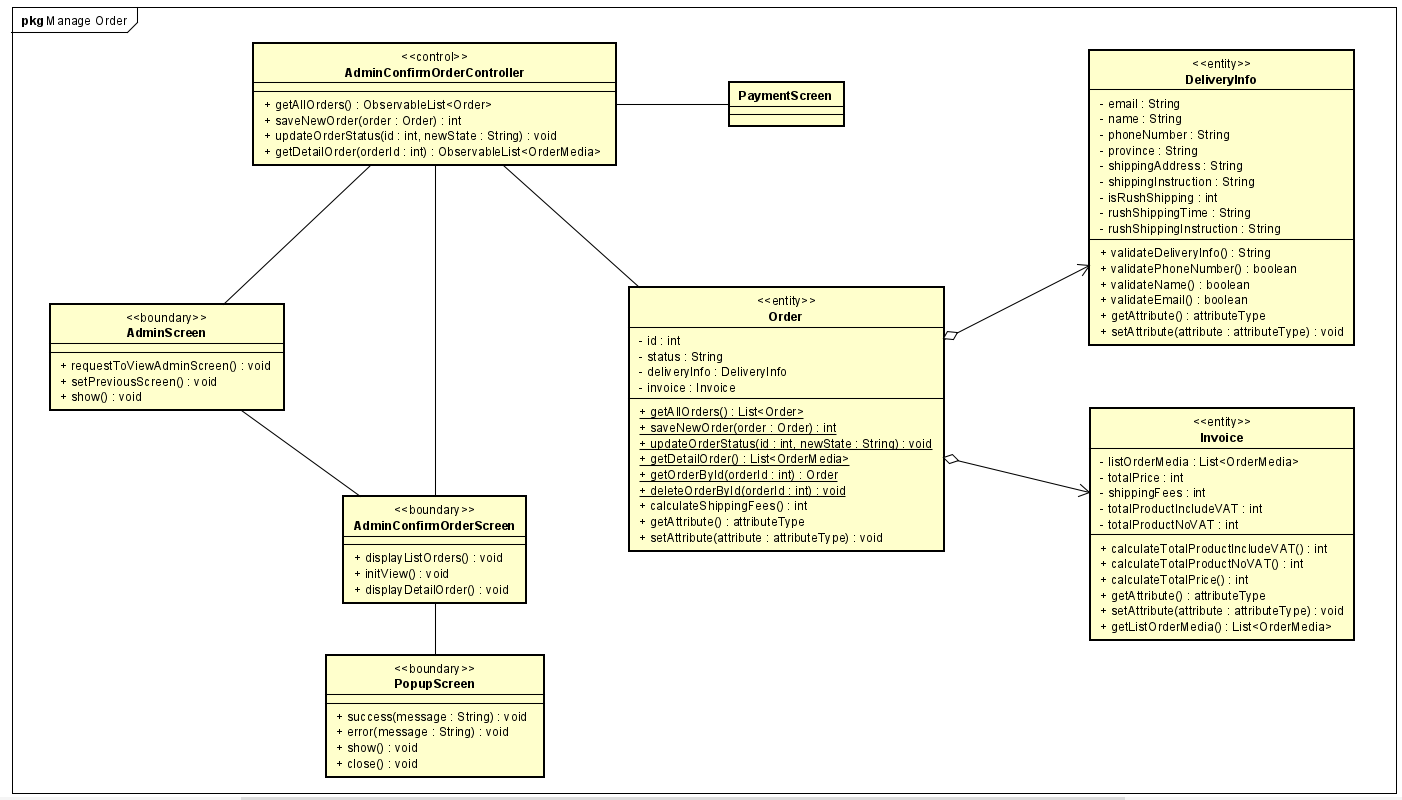 pkg Manage Order
<<control>>
AdminConfirmOrderController
+ getAllOrders() : ObservableList<Order>
+ saveNewOrder(order : Order) : int
+ updateOrderStatus(id : int, newState : String) : void
+ getDetailOrder(orderId : int) : ObservableList<OrderMedia>
PaymentScreen
<<entity>>
DeliveryInfo
- email : String
- name : String
- phoneNumber : String
- province : String
- shippingAddress : String
- shippingInstruction : String
- isRushShipping : int
- rushShippingTime : String
- rushShippingInstruction : String
+ validateDeliveryInfo() : String
+ validatePhoneNumber() : boolean
+ validateName() : boolean
+ validateEmail() : boolean
+ getAttribute() : attributeType
+ setAttribute(attribute : attributeType) : void
<<boundary>>
AdminScreen
+ requestToViewAdminScreen() : void
+ setPreviousScreen() : void
+ show() : void
<<entity>>
Order
- id : int
- status : String
- deliveryInfo : DeliveryInfo
- invoice : Invoice
+ getAllOrders() : List<Order>
+ saveNewOrder(order : Order) : int
+ updateOrderStatus(id : int, newState : String) : void
+ getDetailOrder() : List<OrderMedia>
+ getOrderById(orderId : int) : Order
+ deleteOrderById(orderId : int) : void
+ calculateShippingFees() : int
+ getAttribute() : attributeType
+ setAttribute(attribute : attributeType) : void
<<entity>>
Invoice
- listOrderMedia : List<OrderMedia>
- totalPrice : int
- shippingFees : int
- totalProductIncludeVAT : int
- totalProductNoVAT : int
+ calculateTotalProductIncludeVAT() : int
+ calculateTotalProductNoVAT() : int
+ calculateTotalPrice() : int
+ getAttribute() : attributeType
+ setAttribute(attribute : attributeType) : void
+ getListOrderMedia() : List<OrderMedia>
<<boundary>>
AdminConfirmOrderScreen
+ displayListOrders() : void
+ initView() : void
+ displayDetailOrder() : void
<<boundary>>
PopupScreen
+ success(message : String) : void
+ error(message : String) : void
+ show() : void
+ close() : void